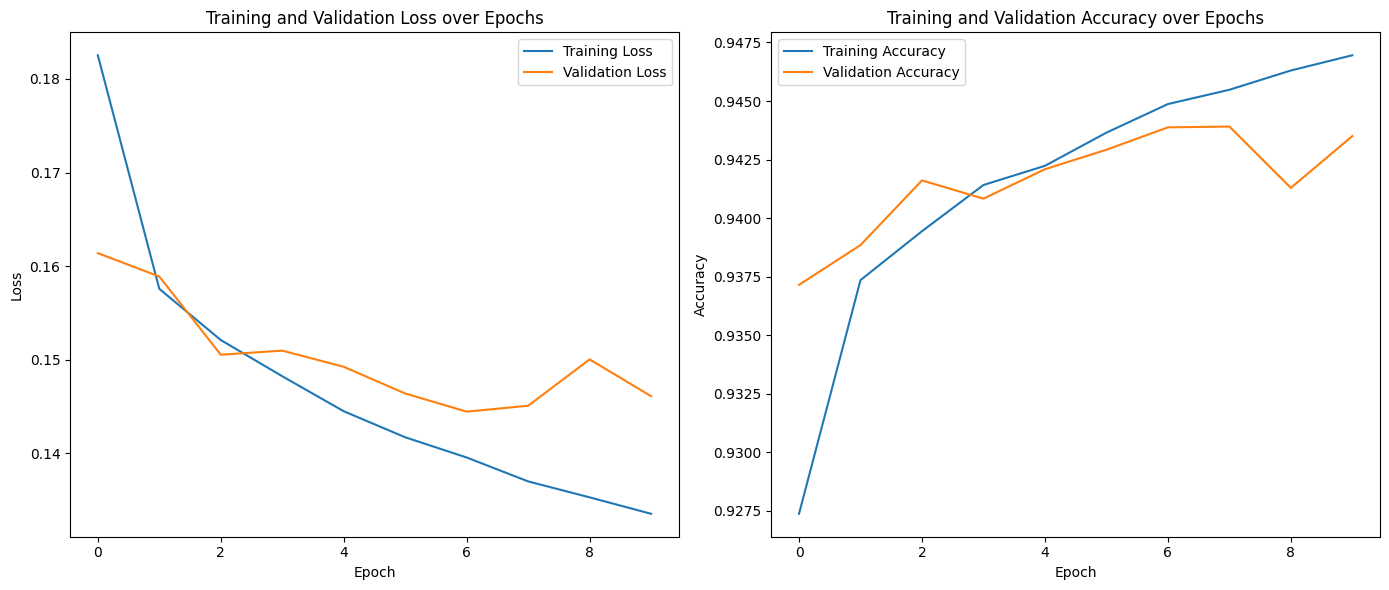 Training and Validation Loss over Epochs
Training Loss
Validation Loss
0.18
0.17
0.16
0.15
0.14
Loss
0
2
4
6
8
Epoch
Training and Validation Accuracy over Epochs
Training Accuracy
Validation Accuracy
0.9475
0.9450
0.9425
0.9400
0.9375
0.9350
0.9325
0.9300
0.9275
Accuracy
0
2
4
6
8
Epoch